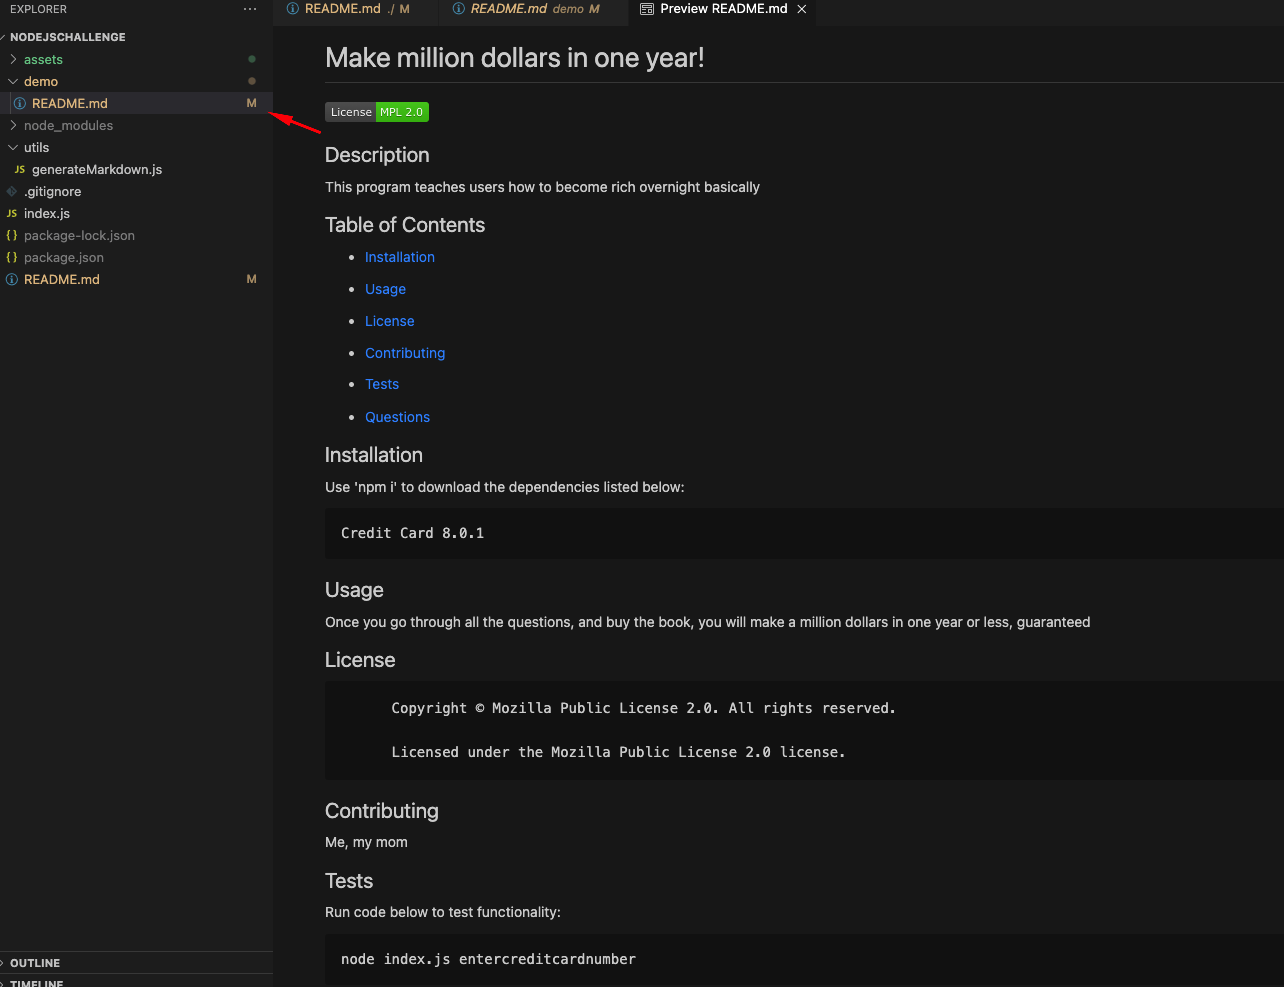 EXPLORER ···
NODEJSCHALLENGE
assets
demo
README.md M
node_modules
utils
JS generateMarkdown.js
.gitignore
JS index.js
{ } package-lock.json
{ } package.json
README.md M
OUTLINE
TIMELINE
README.md ./ M
README.md demo M
Preview README.md
Make million dollars in one year!
License MPL 2.0
Description
This program teaches users how to become rich overnight basically
Table of Contents
• Installation
• Usage
• License
• Contributing
• Tests
• Questions
Installation
Use 'npm i' to download the dependencies listed below:
Credit Card 8.0.1
Usage
Once you go through all the questions, and buy the book, you will make a million dollars in one year or less, guaranteed
License
Copyright © Mozilla Public License 2.0. All rights reserved.
Licensed under the Mozilla Public License 2.0 license.
Contributing
Me, my mom
Tests
Run code below to test functionality:
node index.js entercreditcardnumber